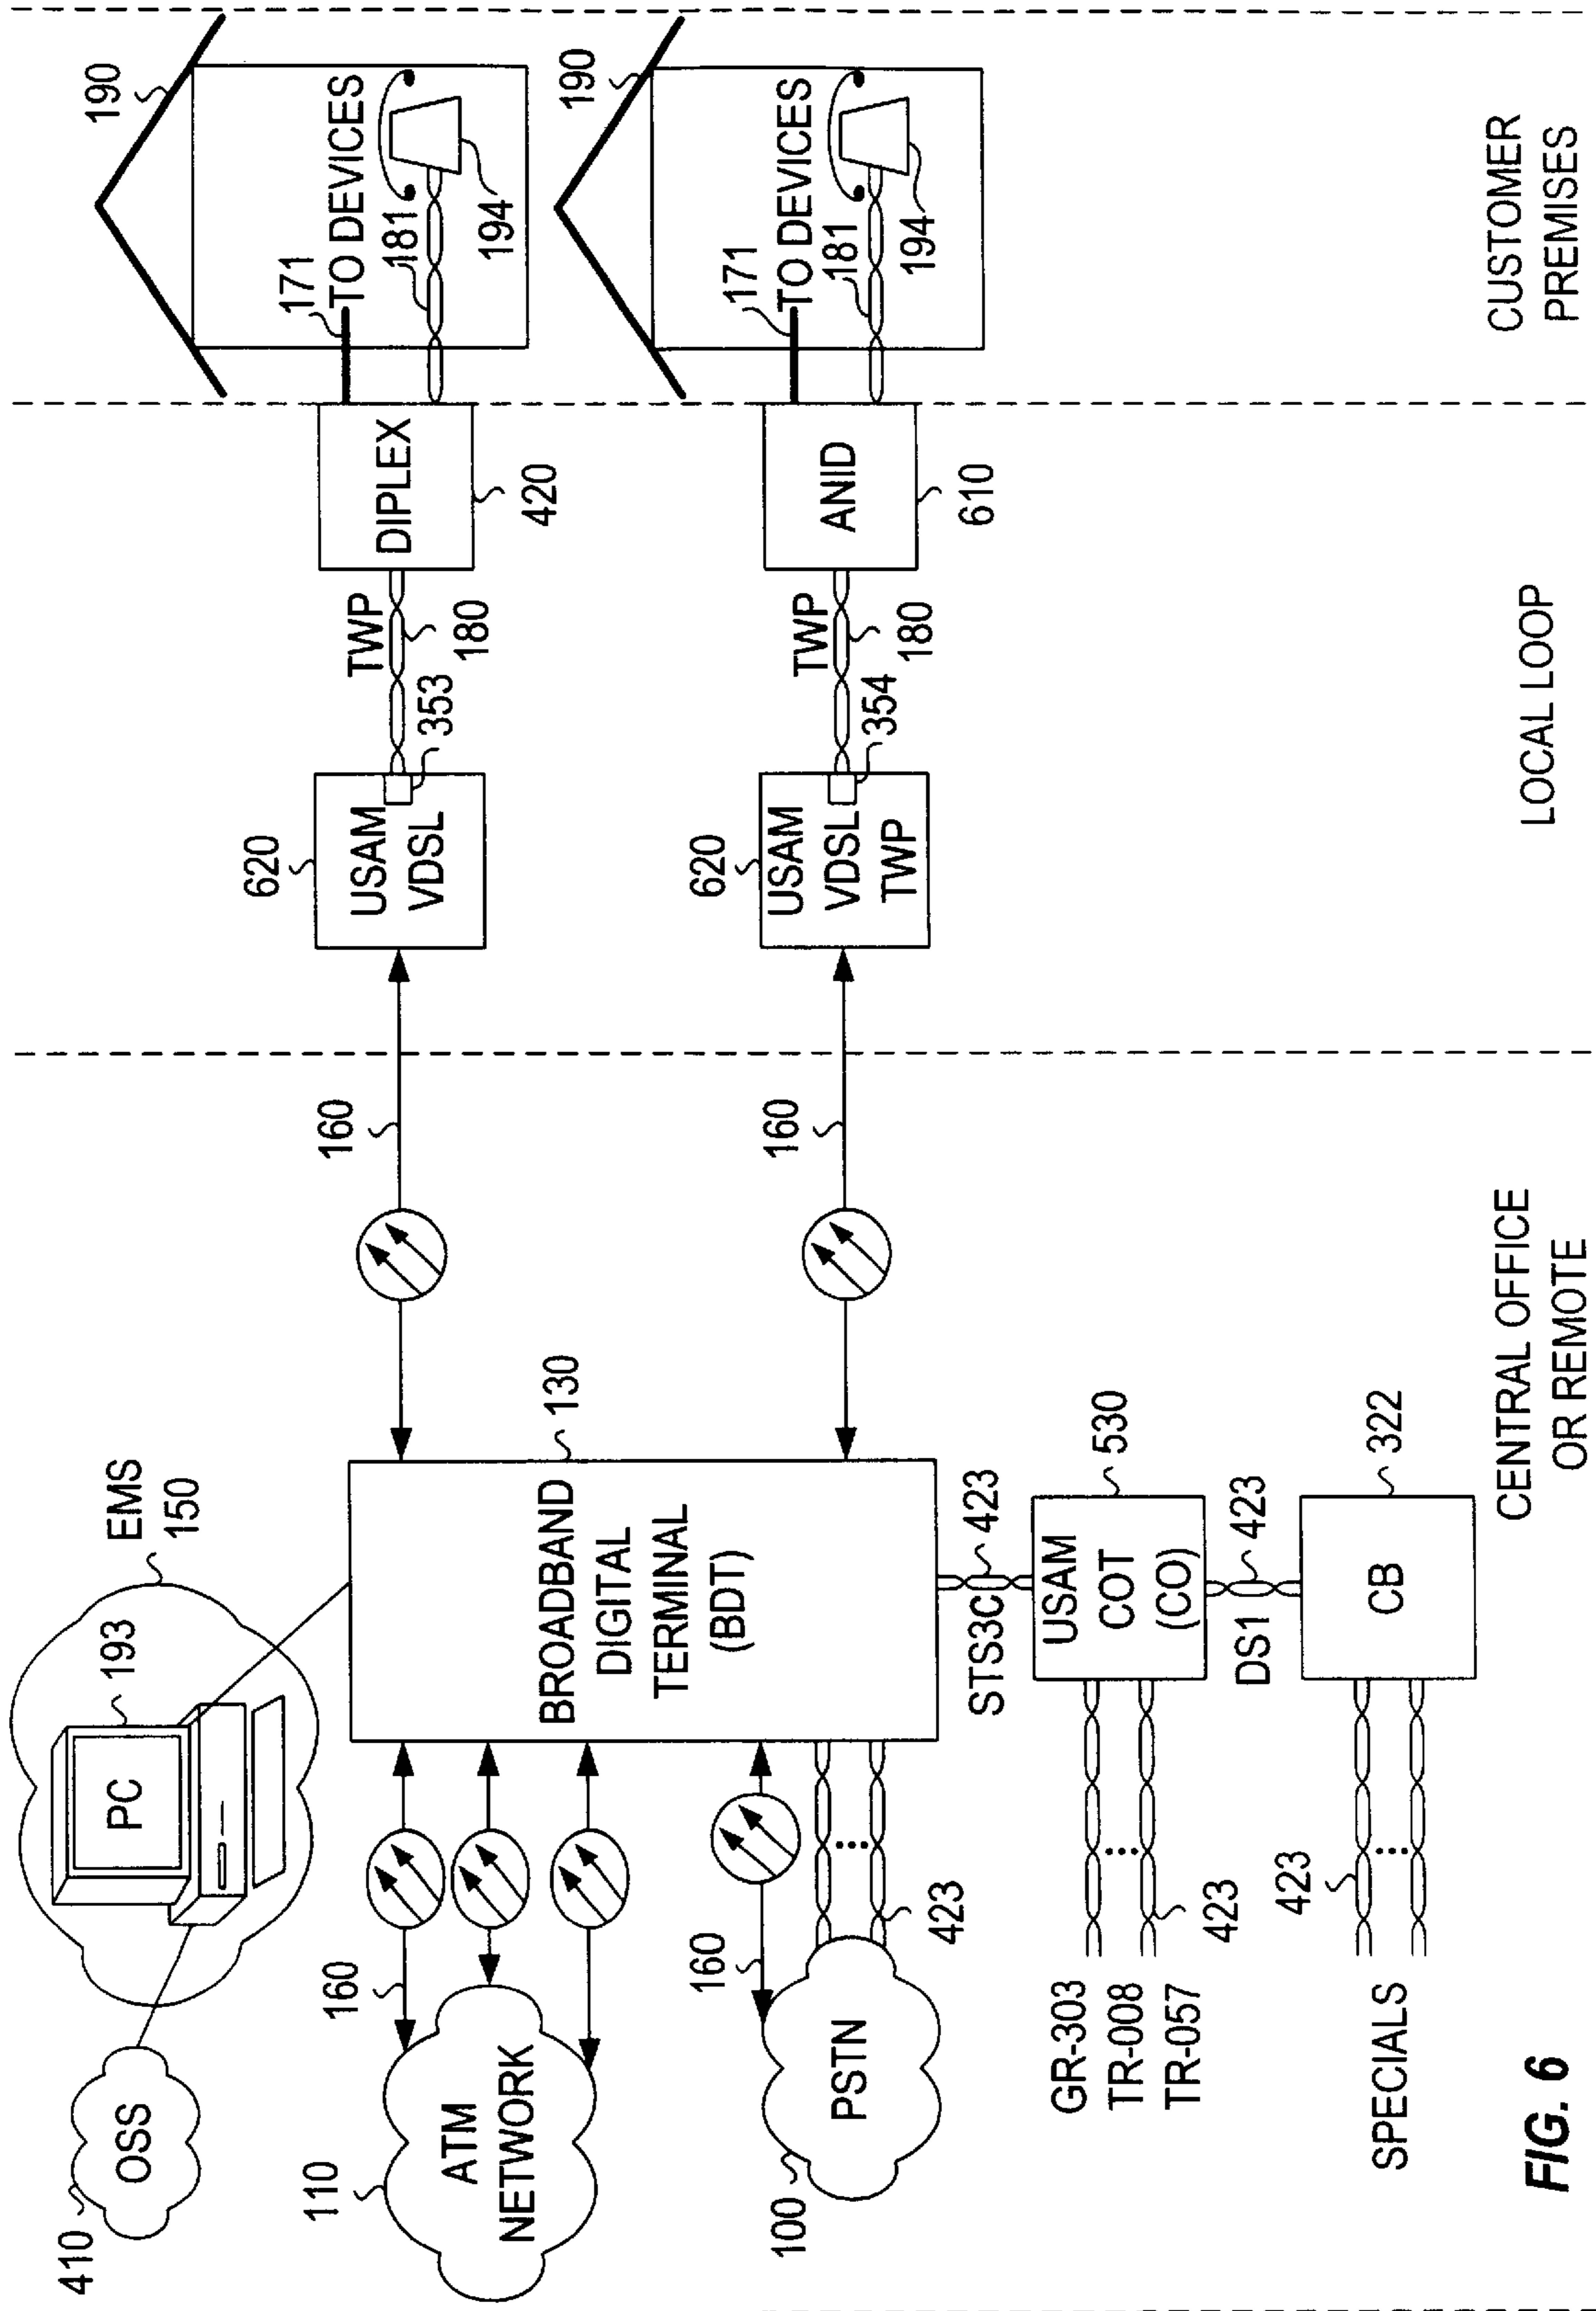 410
OSS
PC
193
EMS
150
110
ATM
NETWORK
160
BROADBAND
DIGITAL
TERMINAL
(BDT)
130
160
620
USAM
VDSL
353
TWP
180
DIPLEX
420
171
TO DEVICES
181
194
190
100
PSTN
160
423
160
620
USAM
VDSL
TWP
354
TWP
180
ANID
610
171
TO DEVICES
181
194
190
STS3C
423
GR-303
TR-008
TR-057
423
USAM
COT
(CO)
530
DS1
423
SPECIALS
423
CB
322
CENTRAL OFFICE
OR REMOTE
LOCAL LOOP
CUSTOMER
PREMISES
FIG. 6